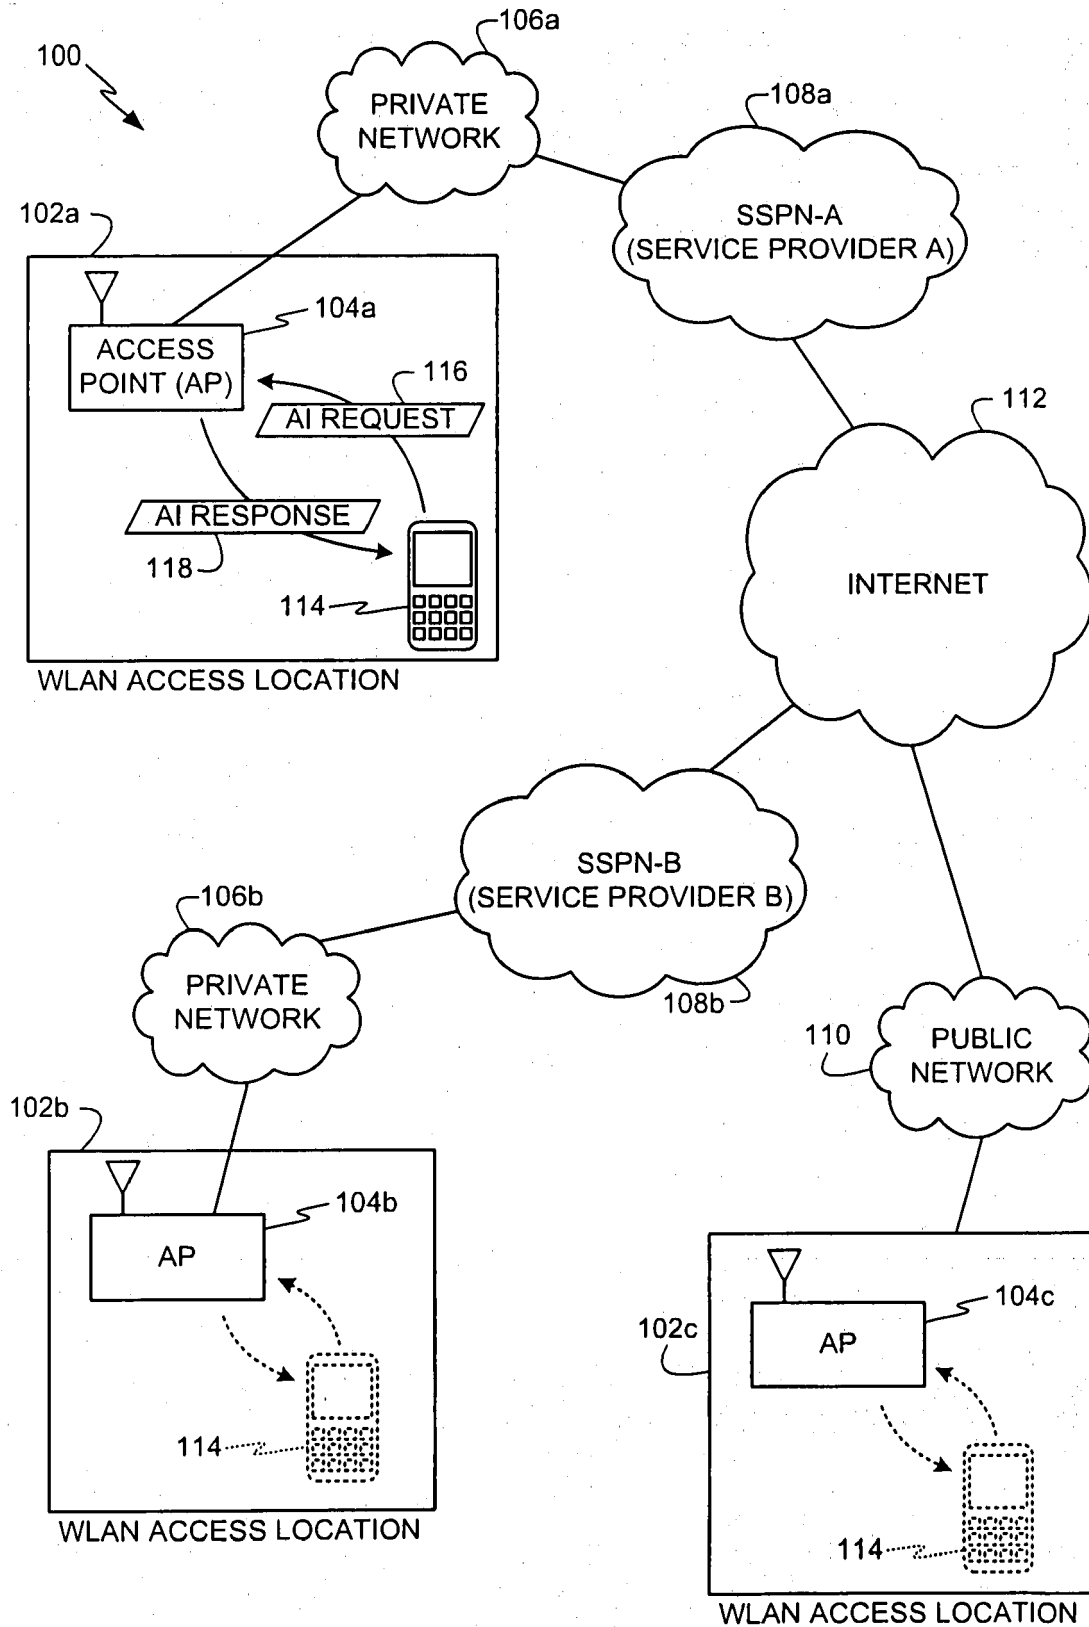 106a
100
PRIVATE
NETWORK
108a
SSPN-A
(SERVICE PROVIDER A)
102a
104a
ACCESS
POINT (AP)
116
AI REQUEST
112
AI RESPONSE
118
114
INTERNET
WLAN ACCESS LOCATION
SSPN-B
(SERVICE PROVIDER B)
106b
PRIVATE
NETWORK
108b
110
PUBLIC
NETWORK
102b
104b
AP
114
WLAN ACCESS LOCATION
102c
104c
AP
114
WLAN ACCESS LOCATION